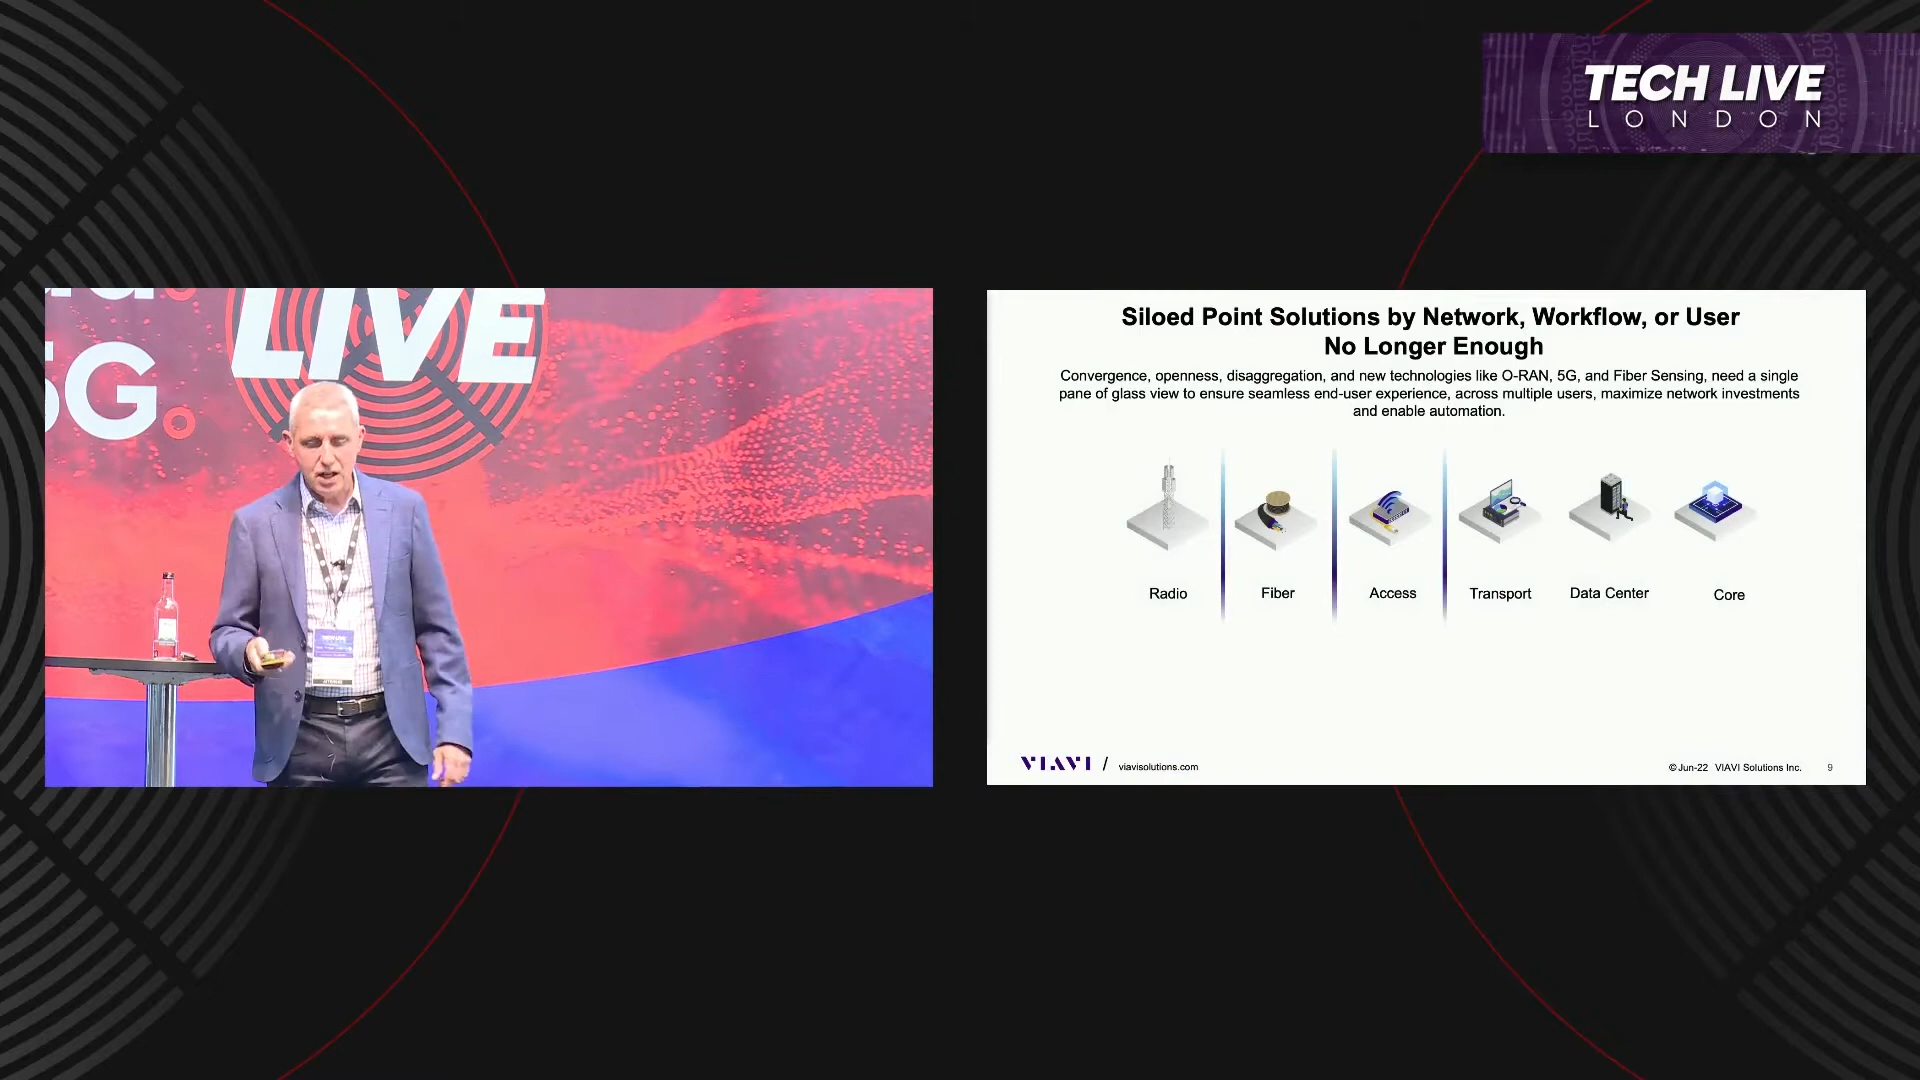 TECH LIVE
LONDON
LIVE
5G.
Siloed Point Solutions by Network, Workflow, or User
No Longer Enough
Convergence, openness, disaggregation, and new technologies like O-RAN, 5G, and Fiber Sensing, need a single
pane of glass view to ensure seamless end-user experience, across multiple users, maximize network investments
and enable automation.
Radio
Fiber
Access
Transport
Data Center
Core
VIAVI / viavisolutions.com
© Jun-22 VIAVI Solutions Inc. 9